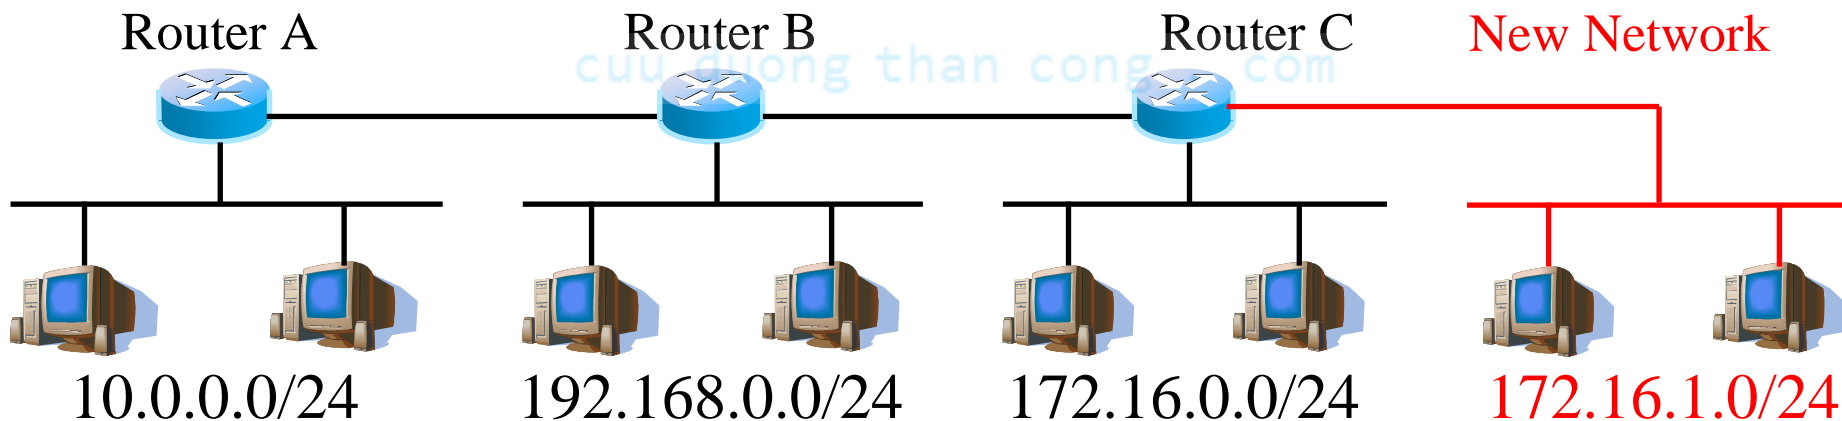 Router A
Router B
Router C
New Network
cuu duong than cong . com
10.0.0.0/24
192.168.0.0/24
172.16.0.0/24
172.16.1.0/24